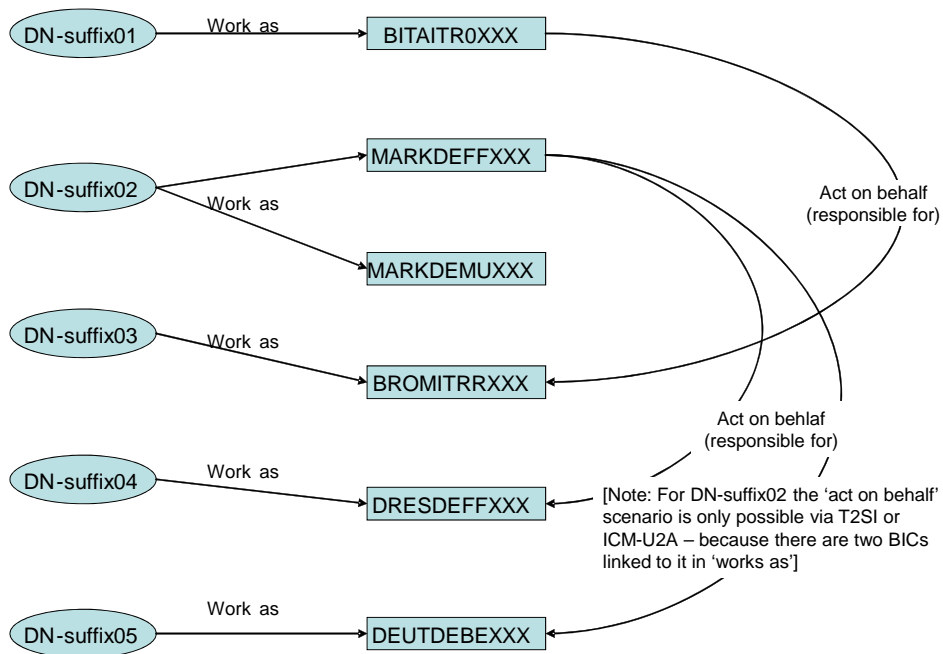 DN-suffix01
Work as
BITAITR0XXX
MARKDEFFXXX
DN-suffix02
Work as
MARKDEMUXXX
Act on behalf
(responsible for)
DN-suffix03
Work as
BROMITRRXXX
Act on behlaf
(responsible for)
DN-suffix04
Work as
DRESDEFFXXX
[Note: For DN-suffix02 the ‘act on behalf’
scenario is only possible via T2SI or
ICM-U2A – because there are two BICs
linked to it in ‘works as’]
DN-suffix05
Work as
DEUTDEBEXXX